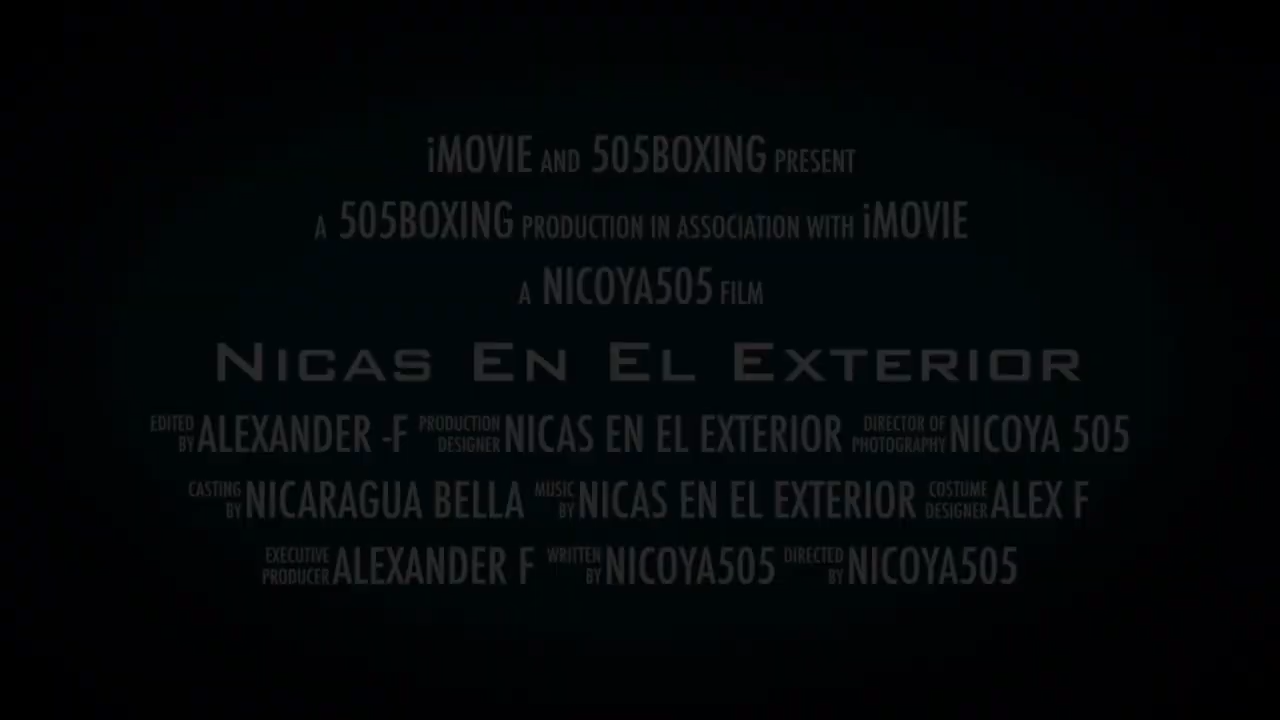 iMOVIE AND 505BOXING PRESENT
A 505BOXING PRODUCTION IN ASSOCIATION WITH iMOVIE
A NICOYA505 FILM
NICAS EN EL EXTERIOR
EDITED BY ALEXANDER -F PRODUCTION DESIGNER NICAS EN EL EXTERIOR DIRECTOR OF PHOTOGRAPHY NICOYA 505
CASTING BY NICARAGUA BELLA MUSIC BY NICAS EN EL EXTERIOR COSTUME DESIGNER ALEX F
EXECUTIVE PRODUCER ALEXANDER F WRITTEN BY NICOYA505 DIRECTED BY NICOYA505